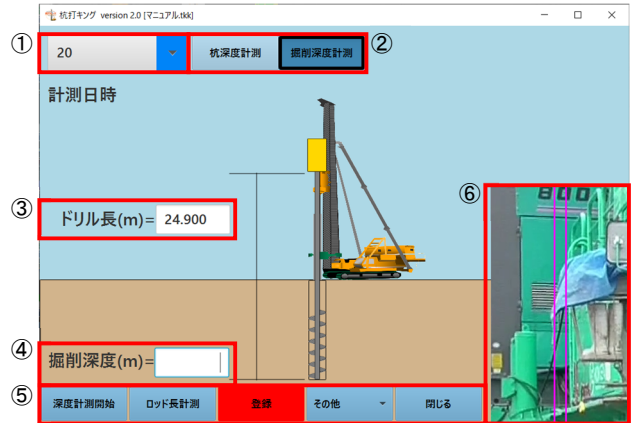 杭打キング version 2.0 [マニュアル.tkk]
①
20
杭深度計測
掘削深度計測
②
計測日時
③
ドリル長(m)= 24.900
⑥
800
④
掘削深度(m)=
⑤
深度計測開始
ロッド長計測
登録
その他
閉じる